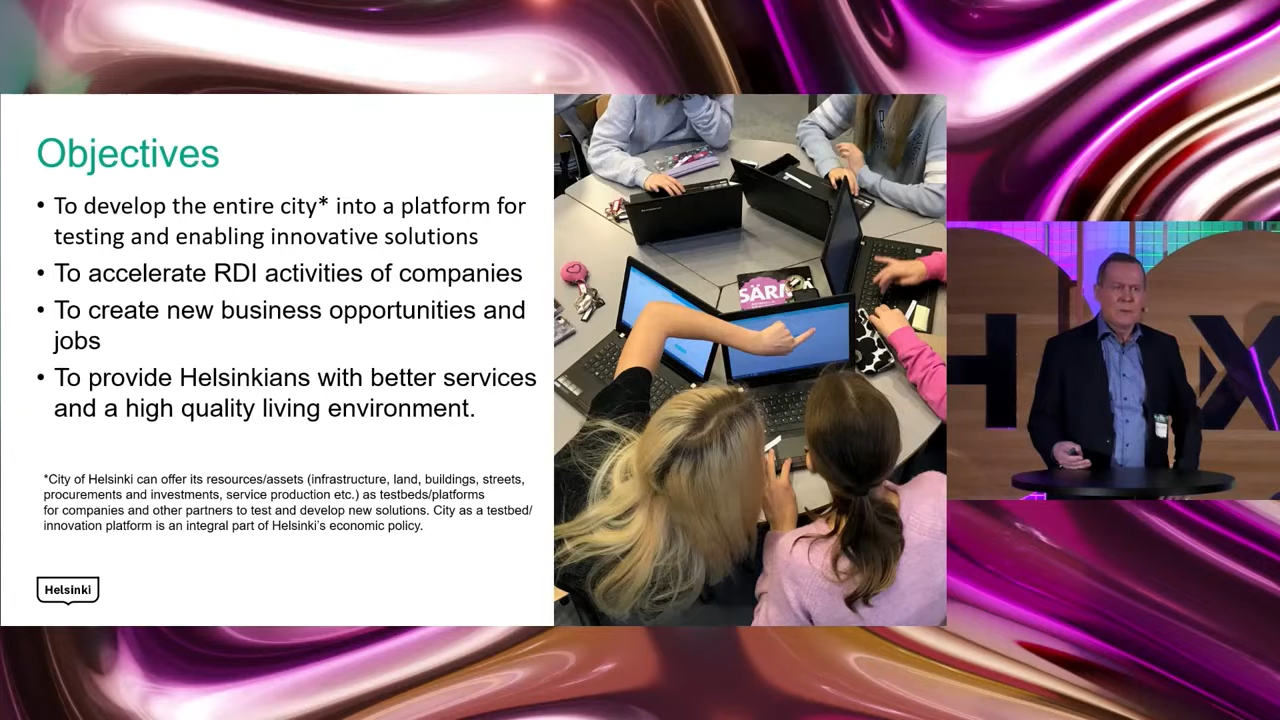 Objectives
• To develop the entire city* into a platform for
testing and enabling innovative solutions
• To accelerate RDI activities of companies
• To create new business opportunities and
jobs
• To provide Helsinkians with better services
and a high quality living environment.
*City of Helsinki can offer its resources/assets (infrastructure, land, buildings, streets,
procurements and investments, service production etc.) as testbeds/platforms
for companies and other partners to test and develop new solutions. City as a testbed/
innovation platform is an integral part of Helsinki's economic policy.
Helsinki